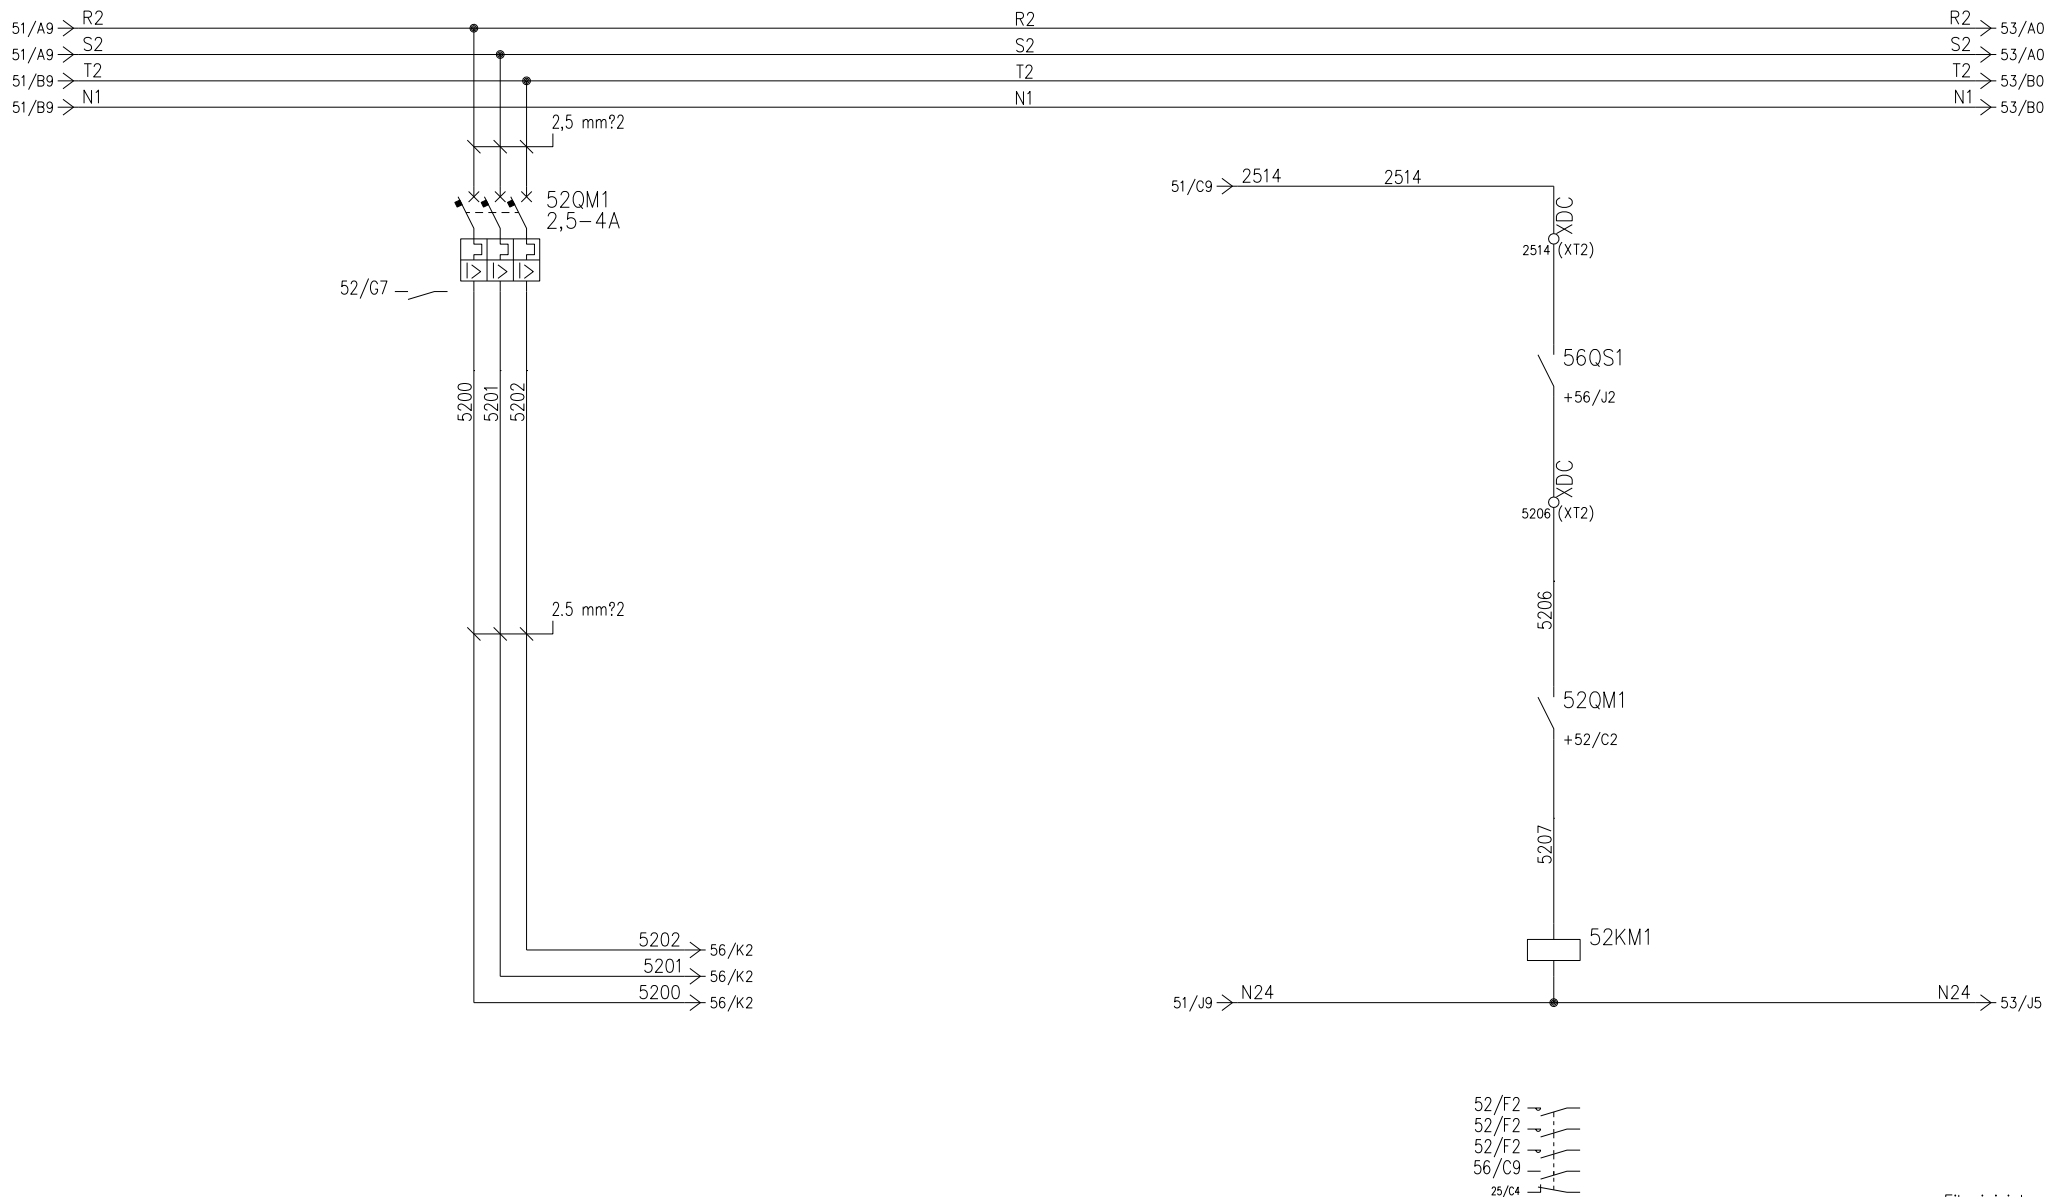 51/A9 R2 R2 R2 53/A0
51/A9 S2 S2 S2 53/A0
51/B9 T2 T2 T2 53/B0
51/B9 N1 N1 N1 53/B0
2,5 mm?2
51/C9 2514 2514
52QM1
2,5-4A
XDC
2514 (XT2)
52/G7
56QS1
+56/J2
5200
5201
5202
XDC
5206 (XT2)
2.5 mm?2
5206
52QM1
+52/C2
5207
52KM1
5202 56/K2
5201 56/K2
5200 56/K2
51/J9 N24 N24 53/J5
52/F2
52/F2
52/F2
56/C9
25/C4